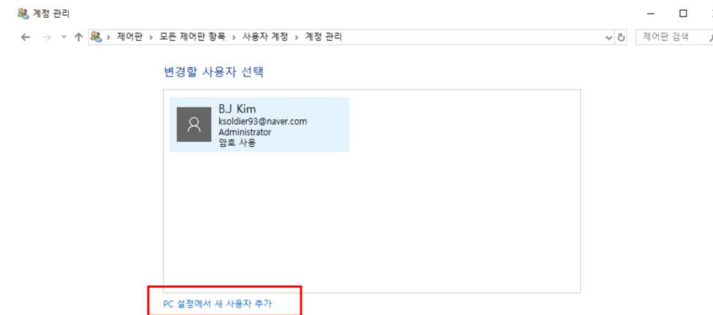 계정 관리
제어판 › 모든 제어판 항목 › 사용자 계정 › 계정 관리
제어판 검색
변경할 사용자 선택
B.J Kim
ksoldier93@naver.com
Administrator
암호 사용
PC 설정에서 새 사용자 추가